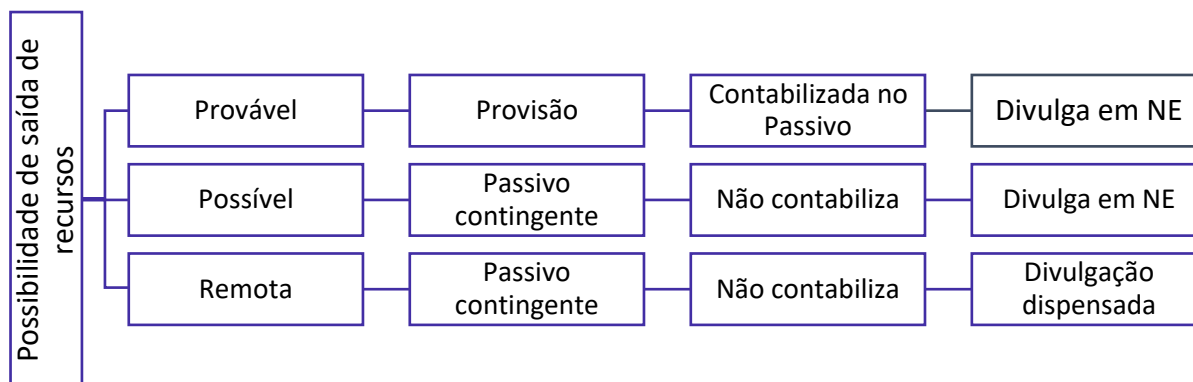 Possibilidade de saída de
recursos
Provável
Provisão
Contabilizada no
Passivo
Divulga em NE
Possível
Passivo
contingente
Não contabiliza
Divulga em NE
Remota
Passivo
contingente
Não contabiliza
Divulgação
dispensada